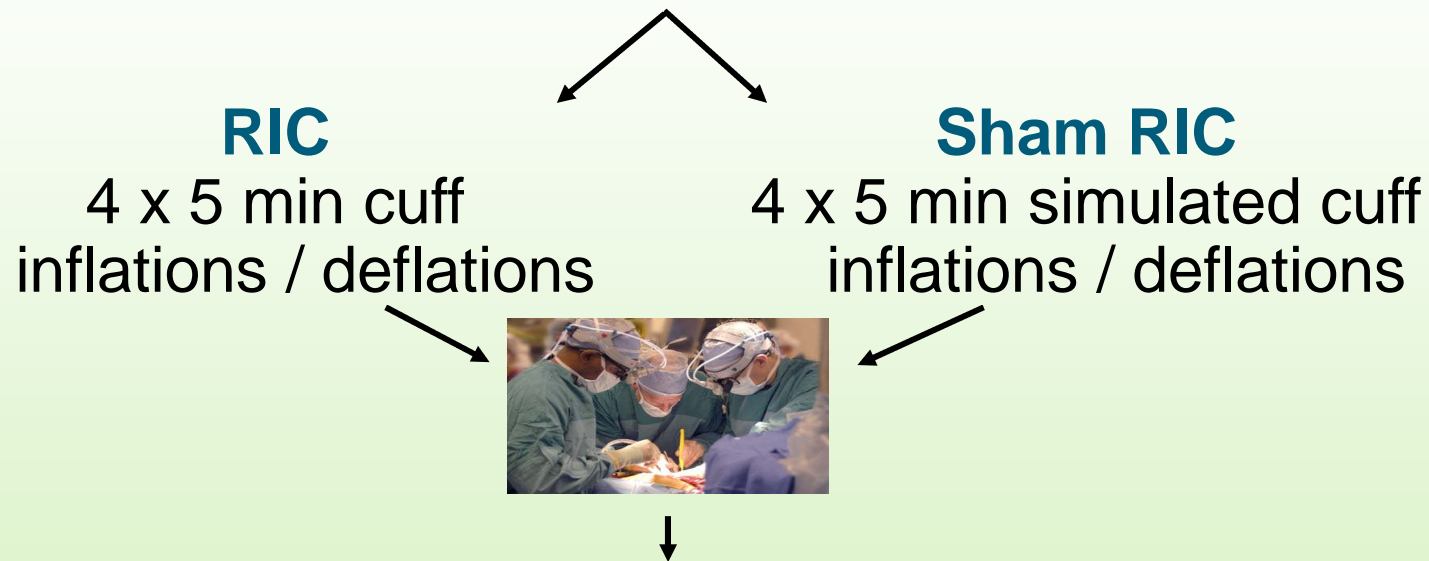 RIC
4 x 5 min cuff
inflations / deflations
Sham RIC
4 x 5 min simulated cuff
inflations / deflations